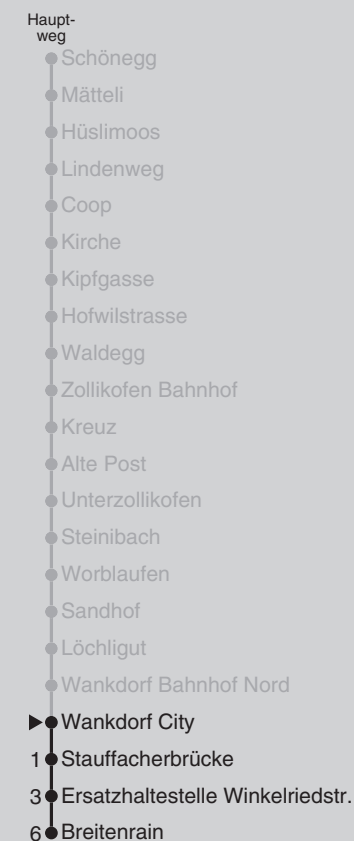 Haupt-
weg
Schönegg
Mätteli
Hüslimoos
Lindenweg
Coop
Kirche
Kipfgasse
Hofwilstrasse
Waldegg
Zollikofen Bahnhof
Kreuz
Alte Post
Unterzollikofen
Steinibach
Worblaufen
Sandhof
Löchligut
Wankdorf Bahnhof Nord
Wankdorf City
1 Stauffacherbrücke
3 Ersatzhaltestelle Winkelriedstr.
6 Breitenrain